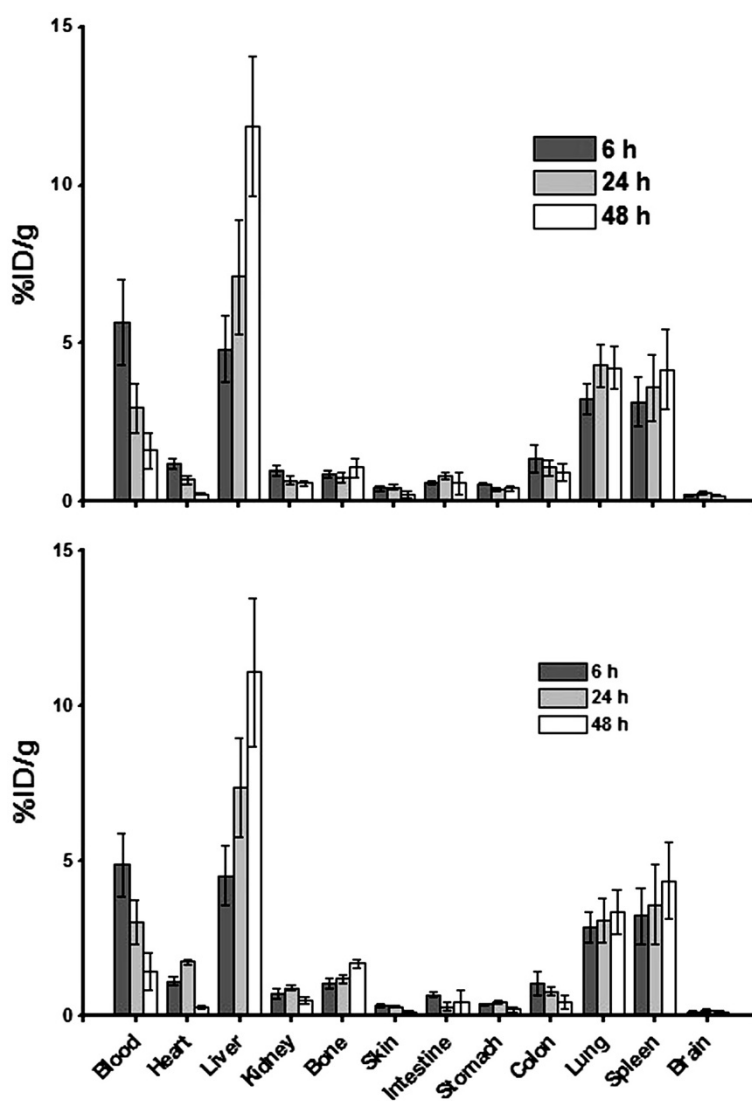 15
10
5
0
%ID/g
6 h
24 h
48 h
15
10
5
0
%ID/g
6 h
24 h
48 h
Blood
Heart
Liver
Kidney
Bone
Skin
Intestine
Stomach
Colon
Lung
Spleen
Brain